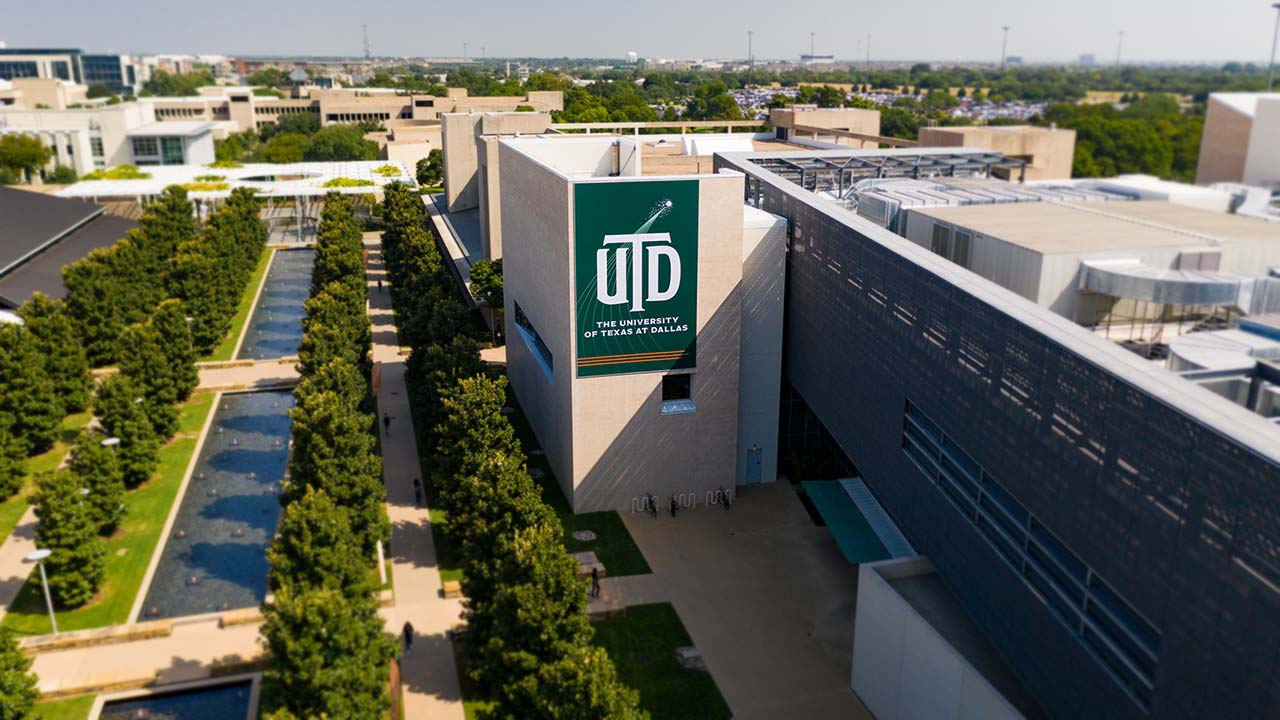 UTD
THE UNIVERSITY
OF TEXAS AT DALLAS